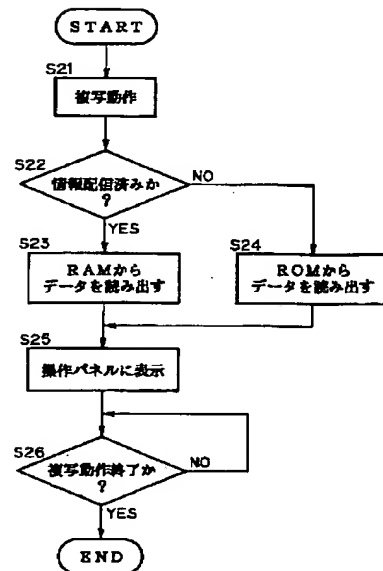 START
S21
複写動作
S22
情報配信済みか
?
NO
YES
S23
RAMから
データを読み出す
S24
ROMから
データを読み出す
S25
操作パネルに表示
S26
複写動作終了か
?
NO
YES
END